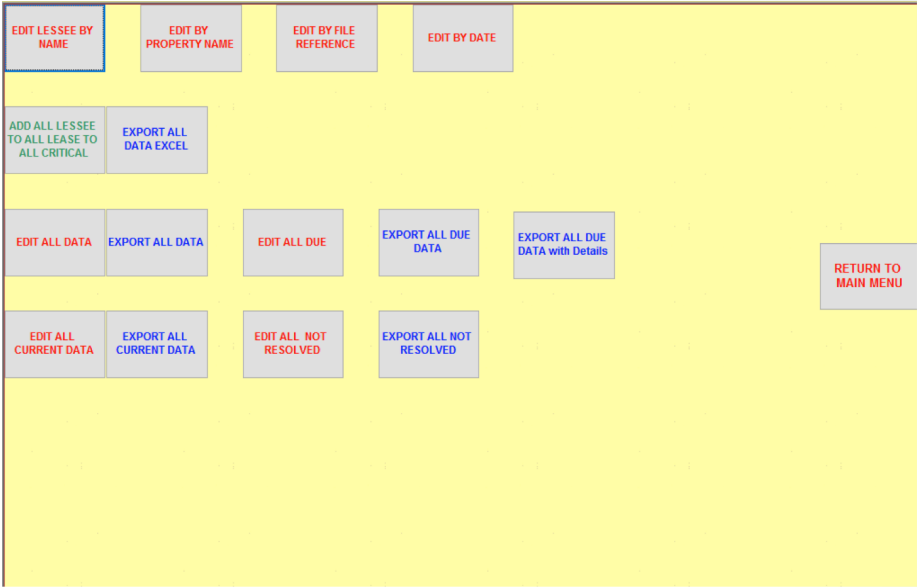 EDIT LESSEE BY
NAME
EDIT BY
PROPERTY NAME
EDIT BY FILE
REFERENCE
EDIT BY DATE
ADD ALL LESSEE
TO ALL LEASE TO
ALL CRITICAL
EXPORT ALL
DATA EXCEL
EDIT ALL DATA
EXPORT ALL DATA
EDIT ALL DUE
EXPORT ALL DUE
DATA
EXPORT ALL DUE
DATA with Details
RETURN TO
MAIN MENU
EDIT ALL
CURRENT DATA
EXPORT ALL
CURRENT DATA
EDIT ALL  NOT
RESOLVED
EXPORT ALL NOT
RESOLVED